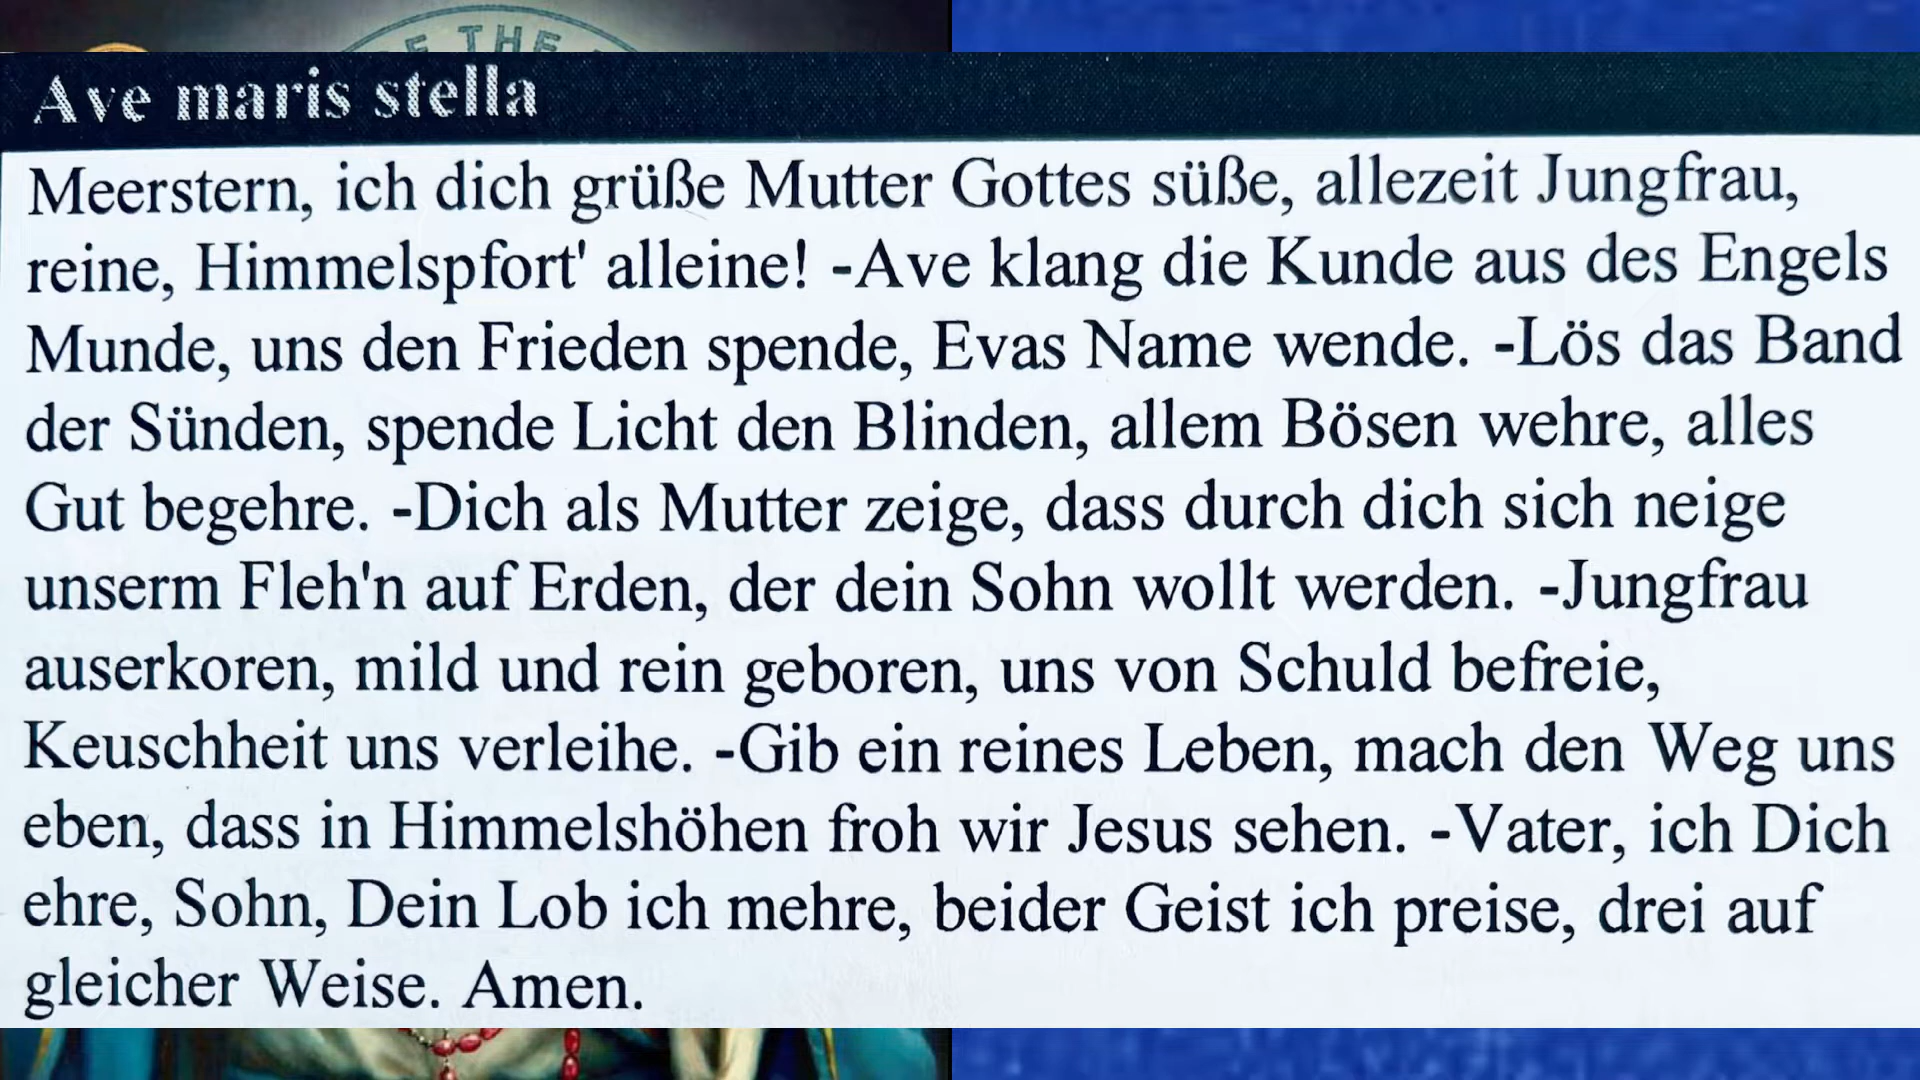 OF THE
Ave maris stella
Meerstern, ich dich grüße Mutter Gottes süße, allezeit Jungfrau,
reine, Himmelspfort' alleine! -Ave klang die Kunde aus des Engels
Munde, uns den Frieden spende, Evas Name wende. -Lös das Band
der Sünden, spende Licht den Blinden, allem Bösen wehre, alles
Gut begehre. -Dich als Mutter zeige, dass durch dich sich neige
unserm Fleh'n auf Erden, der dein Sohn wollt werden. -Jungfrau
auserkoren, mild und rein geboren, uns von Schuld befreie,
Keuschheit uns verleihe. -Gib ein reines Leben, mach den Weg uns
eben, dass in Himmelshöhen froh wir Jesus sehen. -Vater, ich Dich
ehre, Sohn, Dein Lob ich mehre, beider Geist ich preise, drei auf
gleicher Weise. Amen.